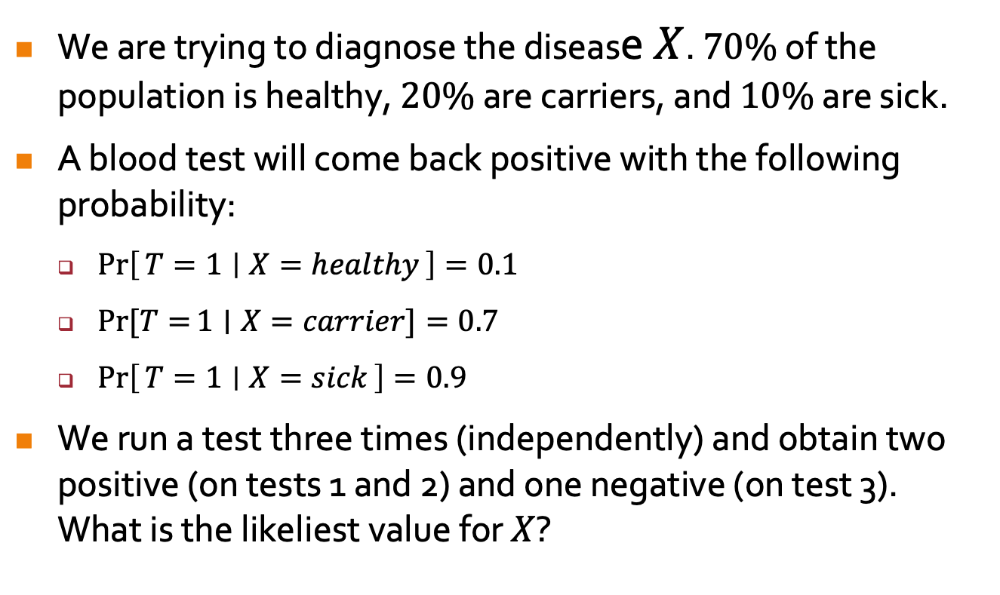 We are trying to diagnose the disease X. 70% of the
population is healthy, 20% are carriers, and 10% are sick.
A blood test will come back positive with the following
probability:
Pr[T = 1 | X = healthy] = 0.1
Pr[T = 1 | X = carrier] = 0.7
Pr[T = 1 | X = sick] = 0.9
We run a test three times (independently) and obtain two
positive (on tests 1 and 2) and one negative (on test 3).
What is the likeliest value for X?